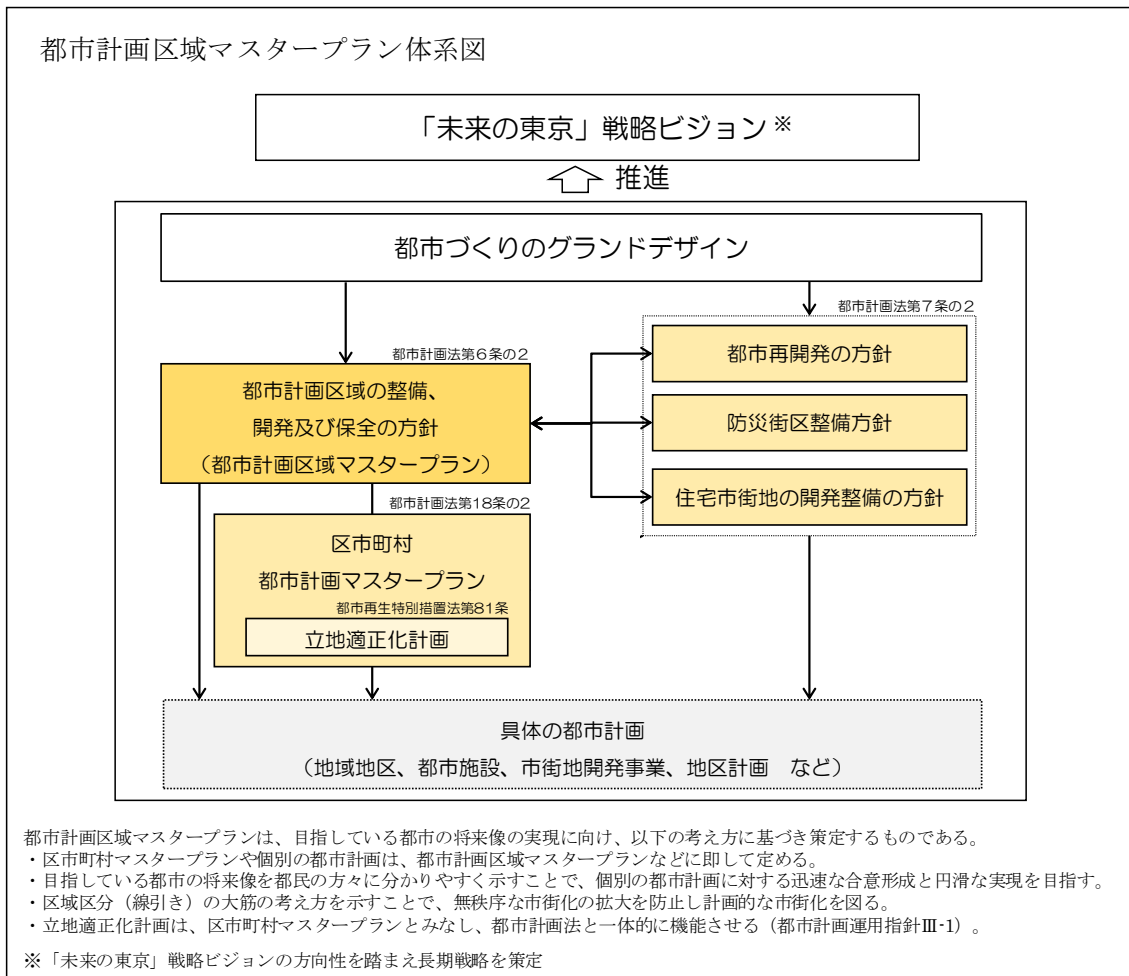 都市計画区域マスタープラン体系図
「未来の東京」戦略ビジョン※
推進
都市づくりのグランドデザイン
都市計画法第7条の2
都市計画法第6条の2
都市計画区域の整備、
開発及び保全の方針
（都市計画区域マスタープラン）
都市再開発の方針
防災街区整備方針
住宅市街地の開発整備の方針
都市計画法第18条の2
区市町村
都市計画マスタープラン
都市再生特別措置法第81条
立地適正化計画
具体の都市計画
（地域地区、都市施設、市街地開発事業、地区計画　など）
都市計画区域マスタープランは、目指している都市の将来像の実現に向け、以下の考え方に基づき策定するものである。
・区市町村マスタープランや個別の都市計画は、都市計画区域マスタープランなどに即して定める。
・目指している都市の将来像を都民の方々に分かりやすく示すことで、個別の都市計画に対する迅速な合意形成と円滑な実現を目指す。
・区域区分（線引き）の大筋の考え方を示すことで、無秩序な市街化の拡大を防止し計画的な市街化を図る。
・立地適正化計画は、区市町村マスタープランとみなし、都市計画法と一体的に機能させる（都市計画運用指針Ⅲ-1）。
※「未来の東京」戦略ビジョンの方向性を踏まえ長期戦略を策定